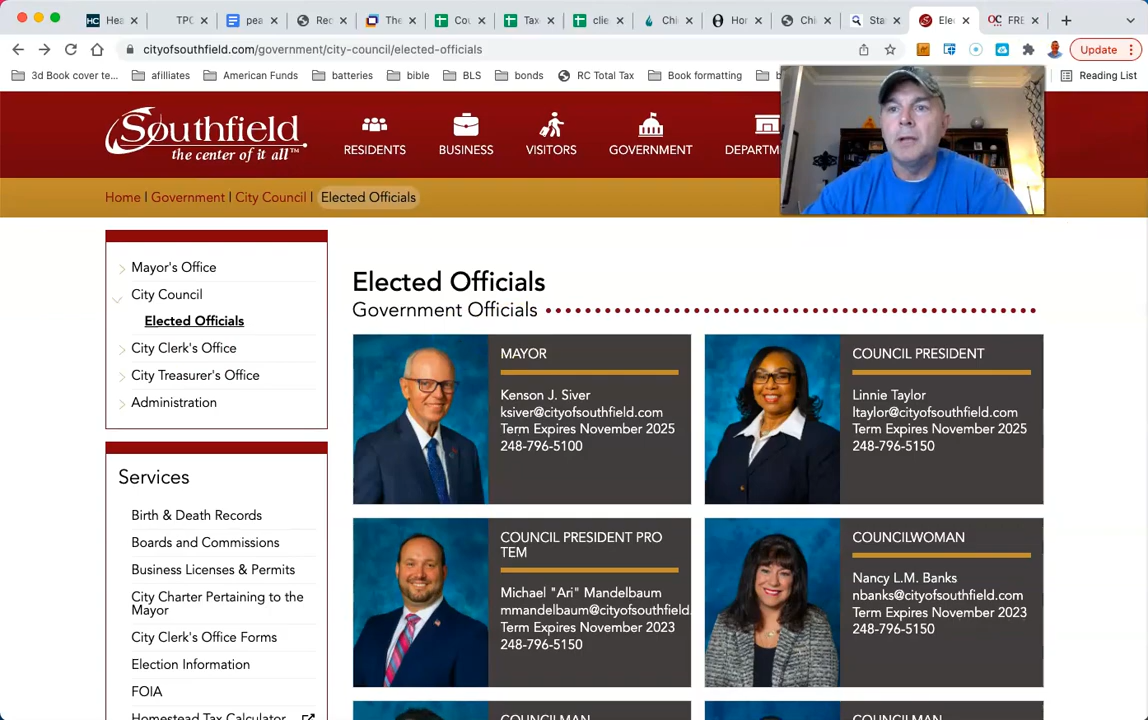 Hea
TPC
pea
Rec
The
Cou
Tax
clie
Chi
Hor
Chi
Sta
Ele
FRE
cityofsouthfield.com/government/city-council/elected-officials
Update
3d Book cover te...
afiliates
American Funds
batteries
bible
BLS
bonds
RC Total Tax
Book formatting
b
Reading List
Southfield
the center of it all™
RESIDENTS
BUSINESS
VISITORS
GOVERNMENT
DEPARTM
Home | Government | City Council | Elected Officials
Mayor's Office
City Council
Elected Officials
City Clerk's Office
City Treasurer's Office
Administration
Services
Birth & Death Records
Boards and Commissions
Business Licenses & Permits
City Charter Pertaining to the
Mayor
City Clerk's Office Forms
Election Information
FOIA
Homestead Tax Calculator
Elected Officials
Government Officials
MAYOR
Kenson J. Siver
ksiver@cityofsouthfield.com
Term Expires November 2025
248-796-5100
COUNCIL PRESIDENT
Linnie Taylor
ltaylor@cityofsouthfield.com
Term Expires November 2025
248-796-5150
COUNCIL PRESIDENT PRO
TEM
Michael "Ari" Mandelbaum
mmandelbaum@cityofsouthfield.
Term Expires November 2023
248-796-5150
COUNCILWOMAN
Nancy L.M. Banks
nbanks@cityofsouthfield.com
Term Expires November 2023
248-796-5150
COUNCILMAN
COUNCILMAN